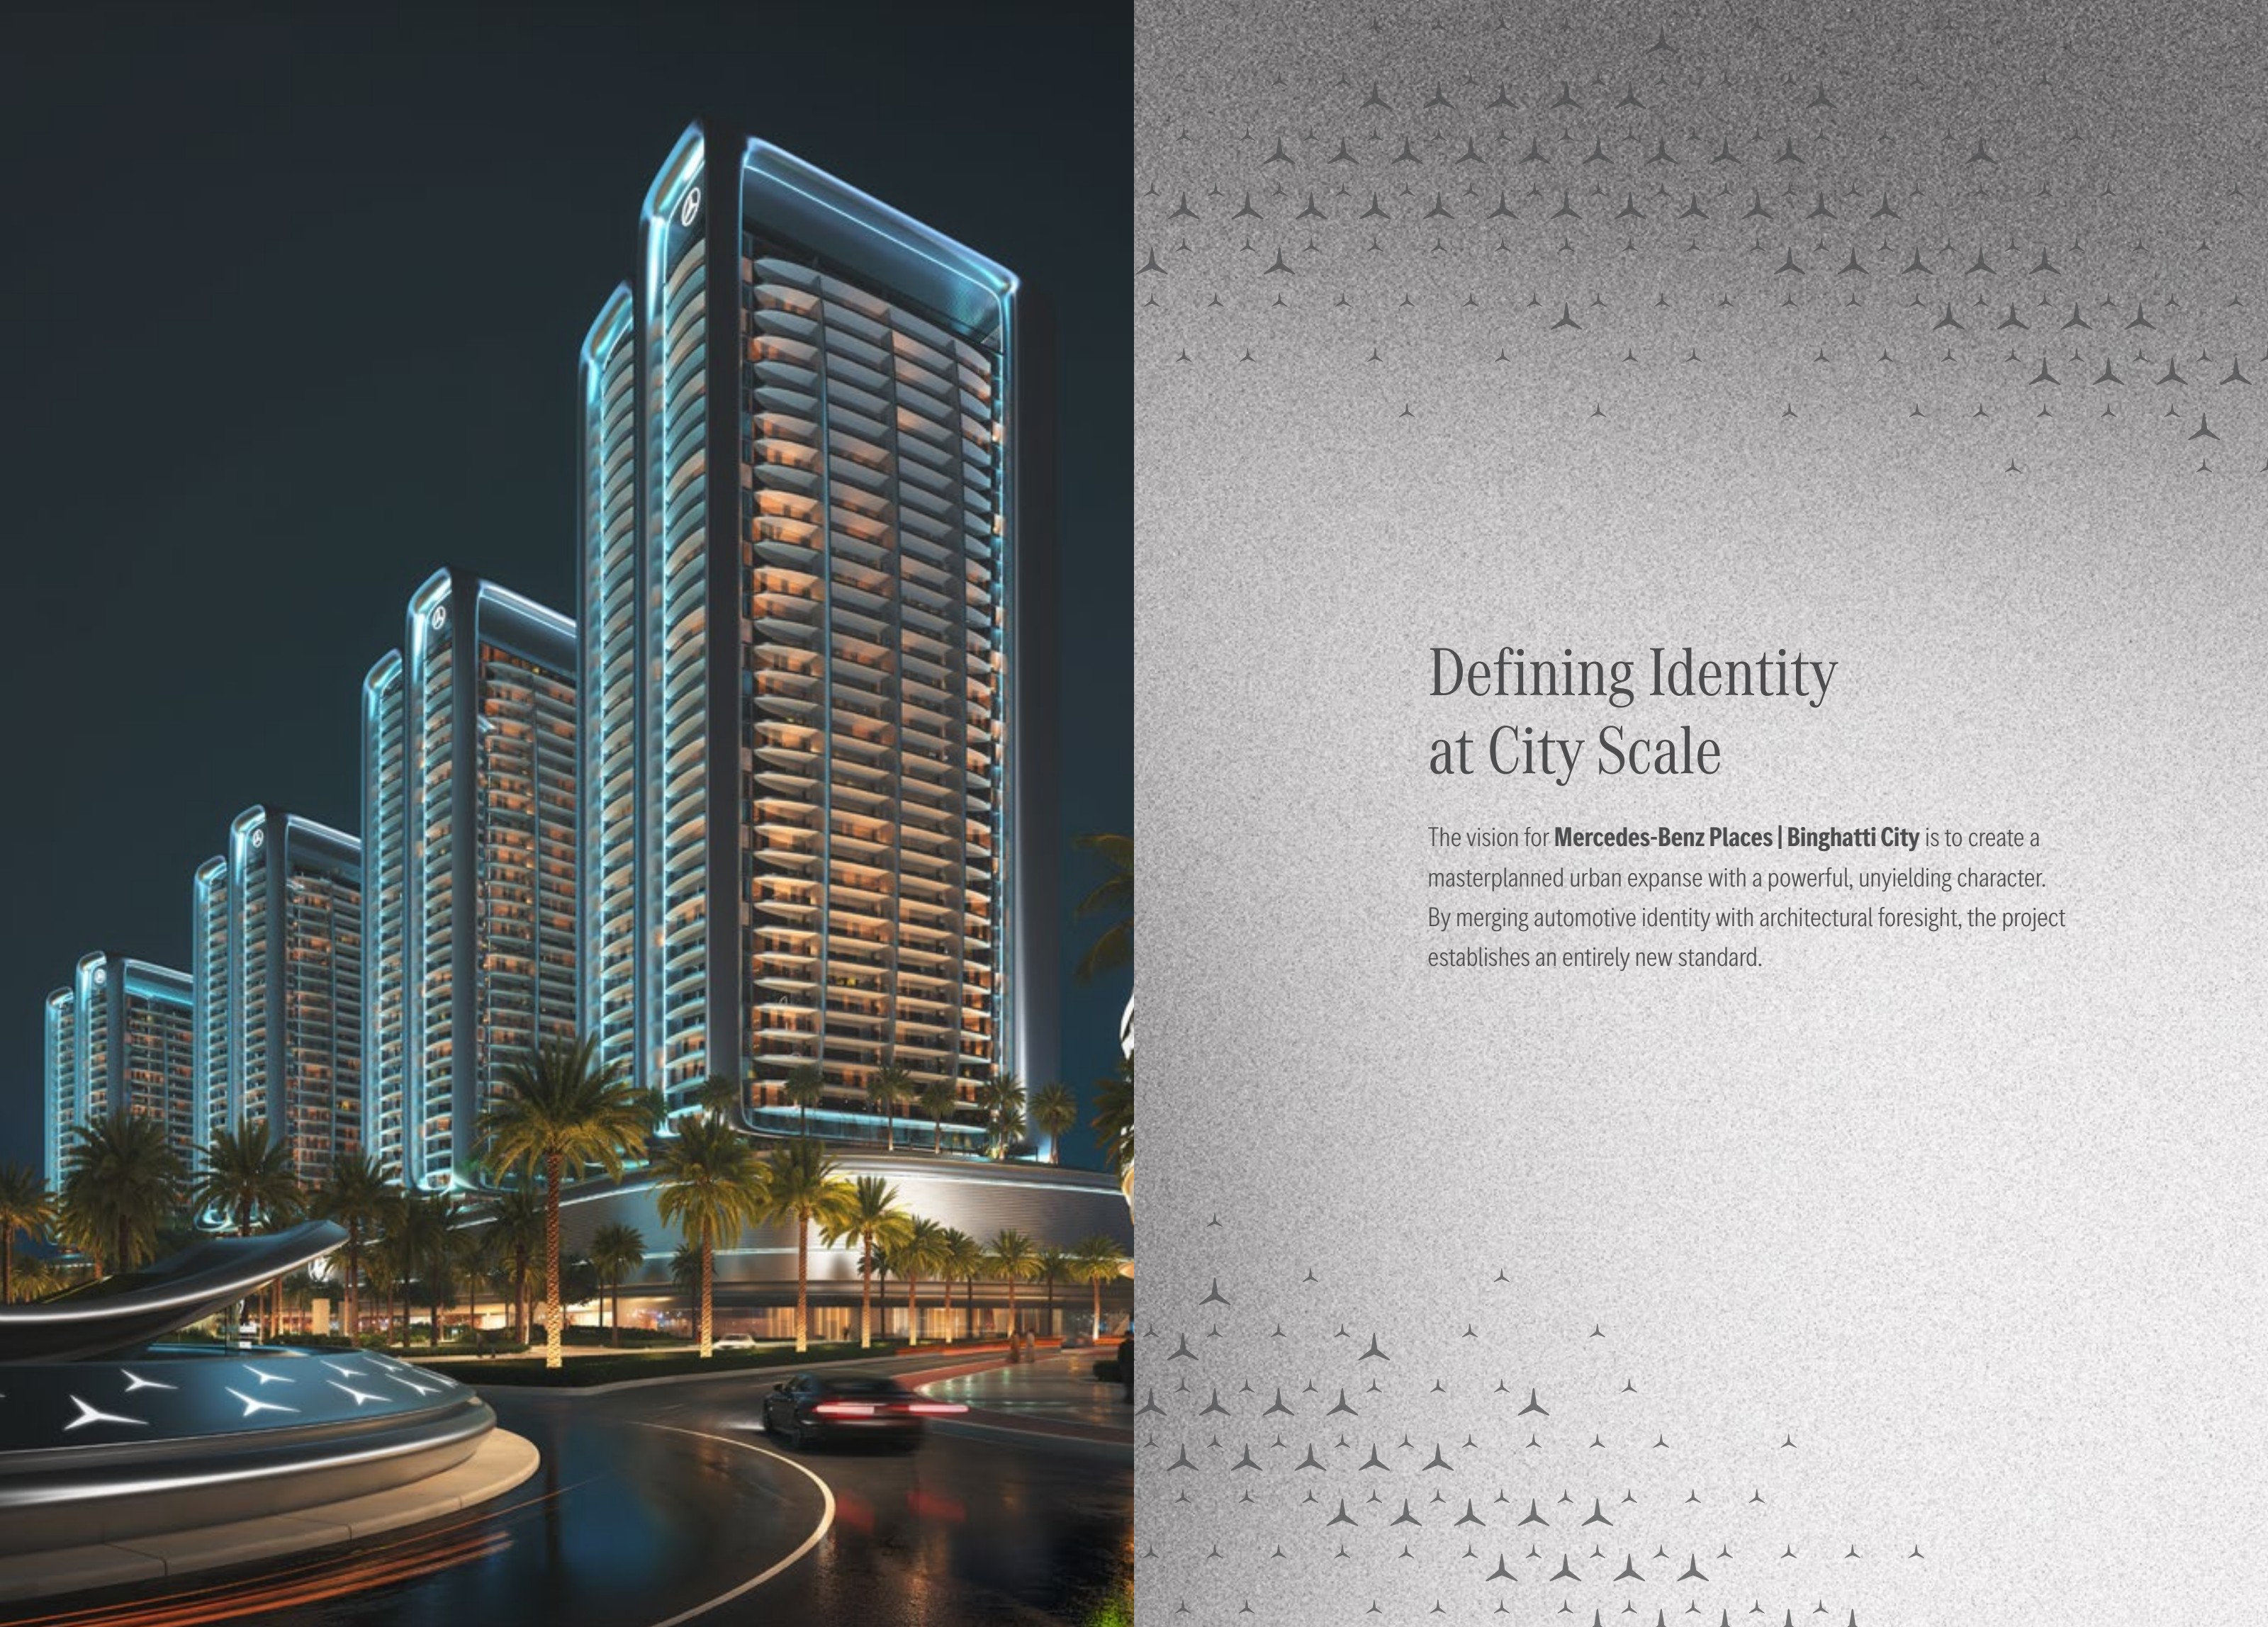 Defining Identity
at City Scale
The vision for Mercedes-Benz Places | Binghatti City is to create a
masterplanned urban expanse with a powerful, unyielding character.
By merging automotive identity with architectural foresight, the project
establishes an entirely new standard.